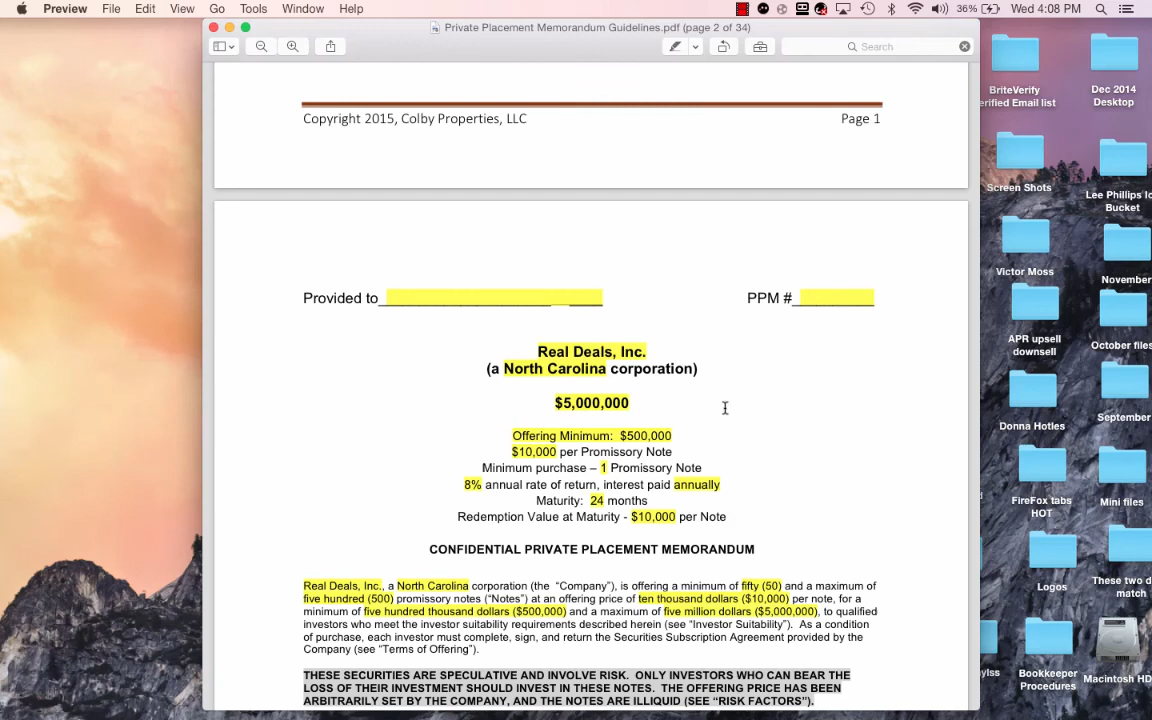 Preview File Edit View Go Tools Window Help
36% Wed 4:08 PM
Private Placement Memorandum Guidelines.pdf (page 2 of 34)
Search
Copyright 2015, Colby Properties, LLC Page 1
Provided to PPM #
Real Deals, Inc.
(a North Carolina corporation)
$5,000,000
Offering Minimum: $500,000
$10,000 per Promissory Note
Minimum purchase – 1 Promissory Note
8% annual rate of return, interest paid annually
Maturity: 24 months
Redemption Value at Maturity - $10,000 per Note
CONFIDENTIAL PRIVATE PLACEMENT MEMORANDUM
Real Deals, Inc., a North Carolina corporation (the “Company”), is offering a minimum of fifty (50) and a maximum of
five hundred (500) promissory notes (“Notes”) at an offering price of ten thousand dollars ($10,000) per note, for a
minimum of five hundred thousand dollars ($500,000) and a maximum of five million dollars ($5,000,000), to qualified
investors who meet the investor suitability requirements described herein (see “Investor Suitability”). As a condition
of purchase, each investor must complete, sign, and return the Securities Subscription Agreement provided by the
Company (see “Terms of Offering”).
THESE SECURITIES ARE SPECULATIVE AND INVOLVE RISK. ONLY INVESTORS WHO CAN BEAR THE
LOSS OF THEIR INVESTMENT SHOULD INVEST IN THESE NOTES. THE OFFERING PRICE HAS BEEN
ARBITRARILY SET BY THE COMPANY, AND THE NOTES ARE ILLIQUID (SEE “RISK FACTORS”).
BriteVerify
erified Email list
Dec 2014
Desktop
Screen Shots
Lee Phillips Ic
Bucket
Victor Moss
November
APR upsell
downsell
October files
Donna Hotles
September
FireFox tabs
HOT
Mini files
Logos
These two d
match
ylss
Bookkeeper
Procedures
Macintosh HD